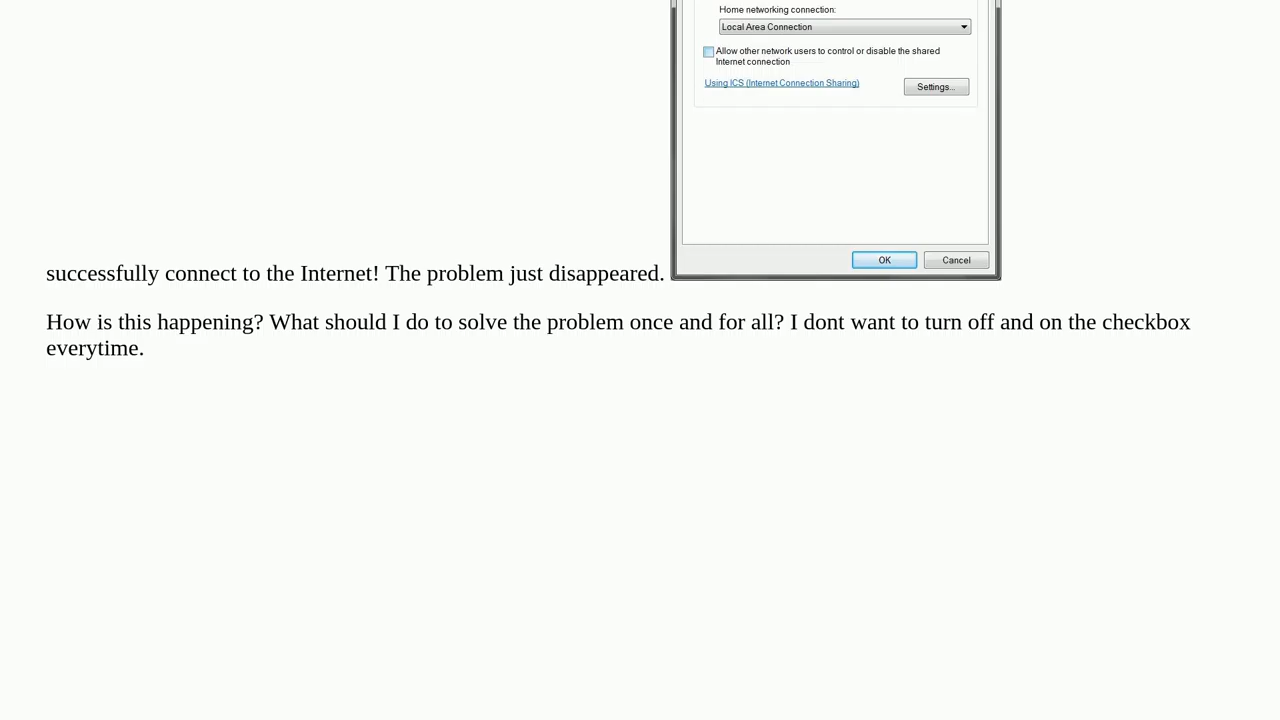 Home networking connection:
Local Area Connection
Allow other network users to control or disable the shared
Internet connection
Using ICS (Internet Connection Sharing)
Settings...
OK
Cancel
successfully connect to the Internet! The problem just disappeared.
How is this happening? What should I do to solve the problem once and for all? I dont want to turn off and on the checkbox
everytime.